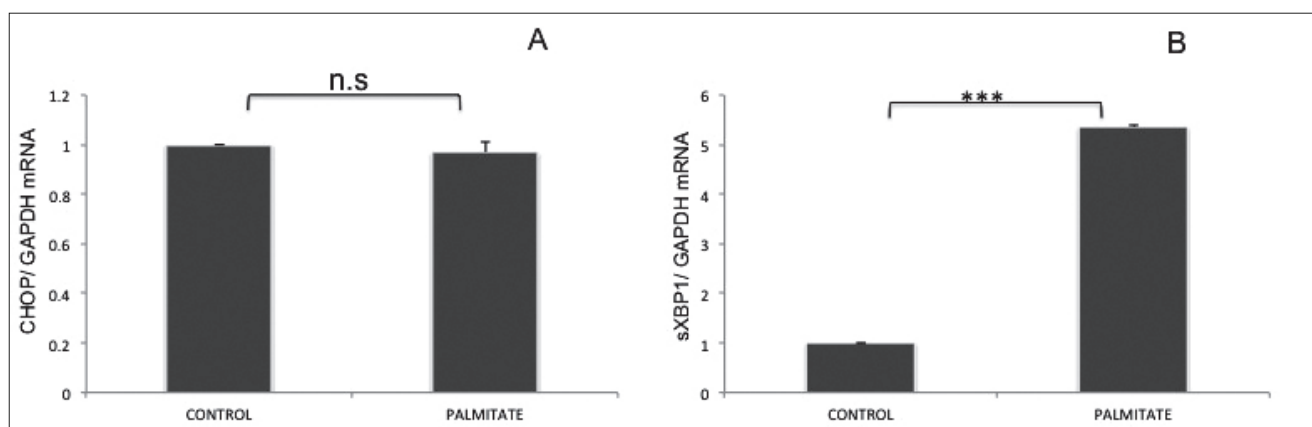 A
n.s
CHOP/ GAPDH mRNA
1.2
1
0.8
0.6
0.4
0.2
0
CONTROL
PALMITATE
B
***
sXBP1/ GAPDH mRNA
6
5
4
3
2
1
0
CONTROL
PALMITATE